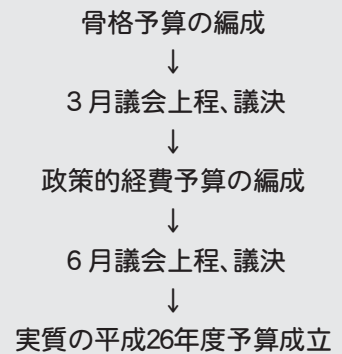 骨格予算の編成
↓
3月議会上程、議決
↓
政策的経費予算の編成
↓
6月議会上程、議決
↓
実質の平成26年度予算成立